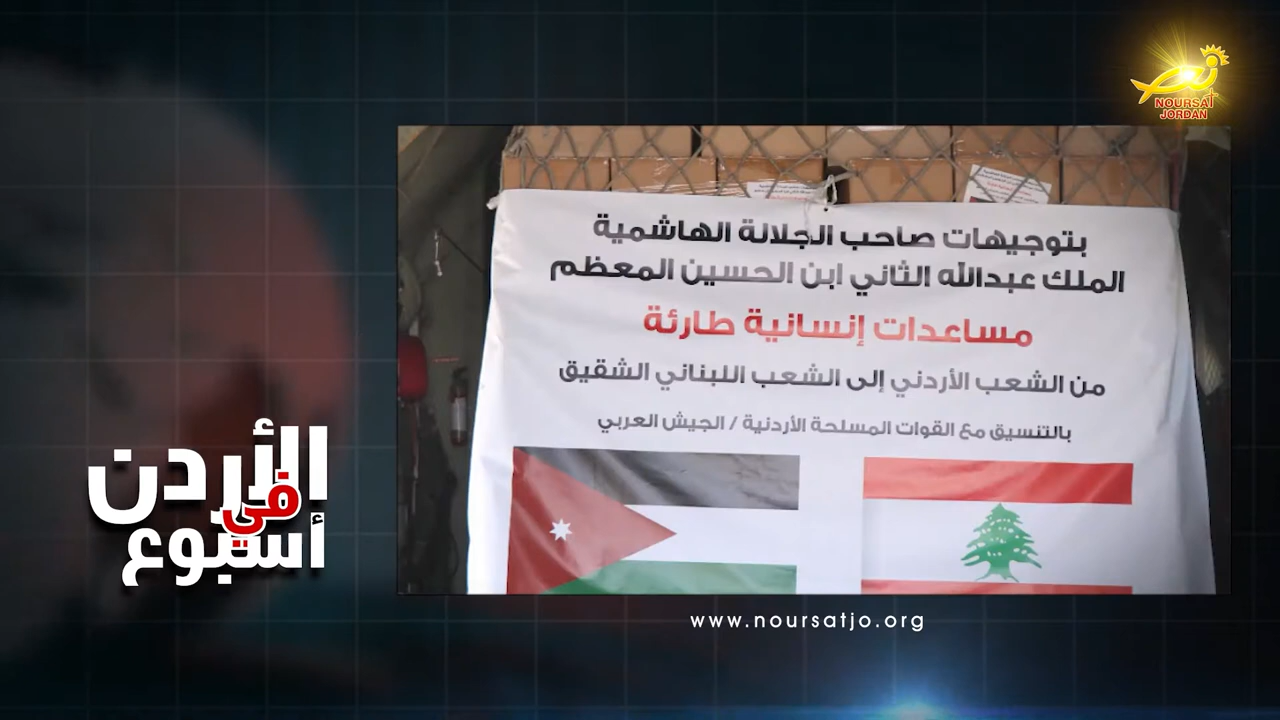 NOURSAT
JORDAN
بتوجيهات صاحب الجلالة الهاشمية
الملك عبدالله الثاني ابن الحسين المعظم
مساعدات إنسانية طارئة
من الشعب الأردني إلى الشعب اللبناني الشقيق
بالتنسيق مع القوات المسلحة الأردنية / الجيش العربي
الأردن
في
أسبوع
www.noursatjo.org